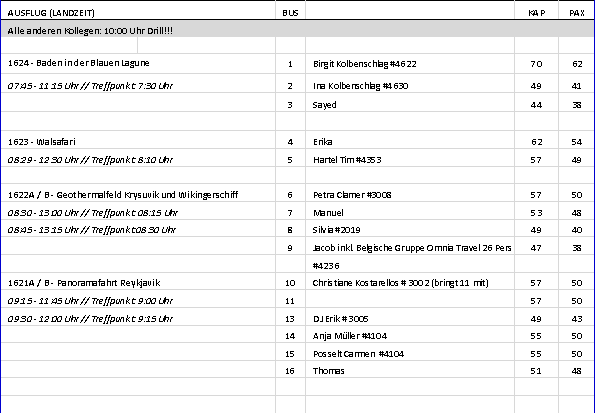 AUSFLUG (LANDZEIT) BUS KAP PAX
Alle anderen Kollegen: 10:00 Uhr Drill!!!
1624 - Baden in der Blauen Lagune 1 Birgit Kolbenschlag #4622 70 62
07:45 - 11:15 Uhr // Treffpunkt: 7:30 Uhr 2 Ina Kolbenschlag #4630 49 41
3 Sayed 44 38
1623 - Walsafari 4 Erika 62 54
08:29 - 12:30 Uhr // Treffpunkt: 8:10 Uhr 5 Hartel Tim #4353 57 49
1622A / B - Geothermalfeld Krysuvik und Wikingerschiff 6 Petra Clamer #3008 57 50
08:30 - 13:00 Uhr // Treffpunkt: 08:15 Uhr 7 Manuel 53 48
08:45 - 13:15 Uhr // Treffpunkt:08:30 Uhr 8 Silvia #2019 49 40
9 Jacob inkl. Belgische Gruppe Omnia Travel 26 Pers 47 38
#4236
1621A / B - Panoramafahrt Reykjavik 10 Christiane Kostarellos # 3002 (bringt 11 mit) 57 50
09:15 - 11:45 Uhr // Treffpunkt: 9:00 Uhr 11 57 50
09:30 - 12:00 Uhr // Treffpunkt: 9:15 Uhr 13 DJ Erik # 3005 49 43
14 Anja Müller #4104 55 50
15 Posselt Carmen #4104 55 50
16 Thomas 51 48